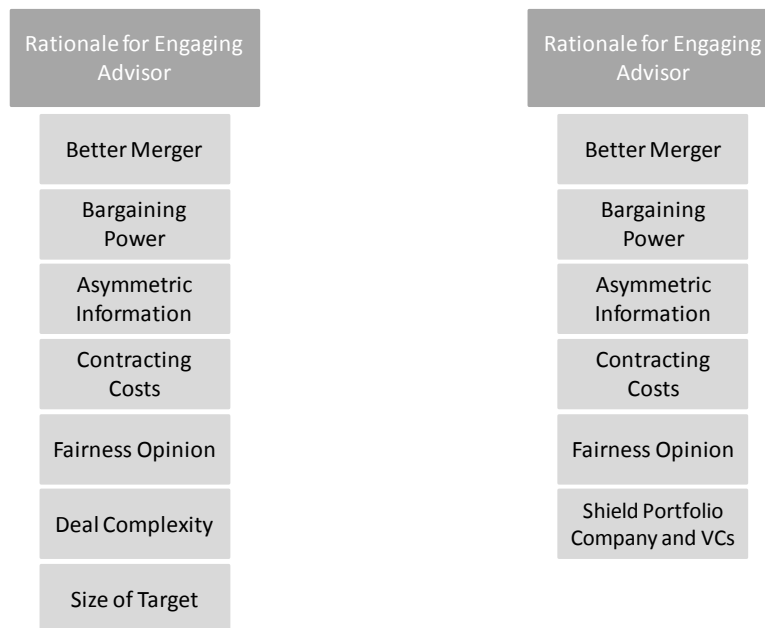 Rationale for Engaging
Advisor
Better Merger
Bargaining
Power
Asymmetric
Information
Contracting
Costs
Fairness Opinion
Deal Complexity
Size of Target
Rationale for Engaging
Advisor
Better Merger
Bargaining
Power
Asymmetric
Information
Contracting
Costs
Fairness Opinion
Shield Portfolio
Company and VCs